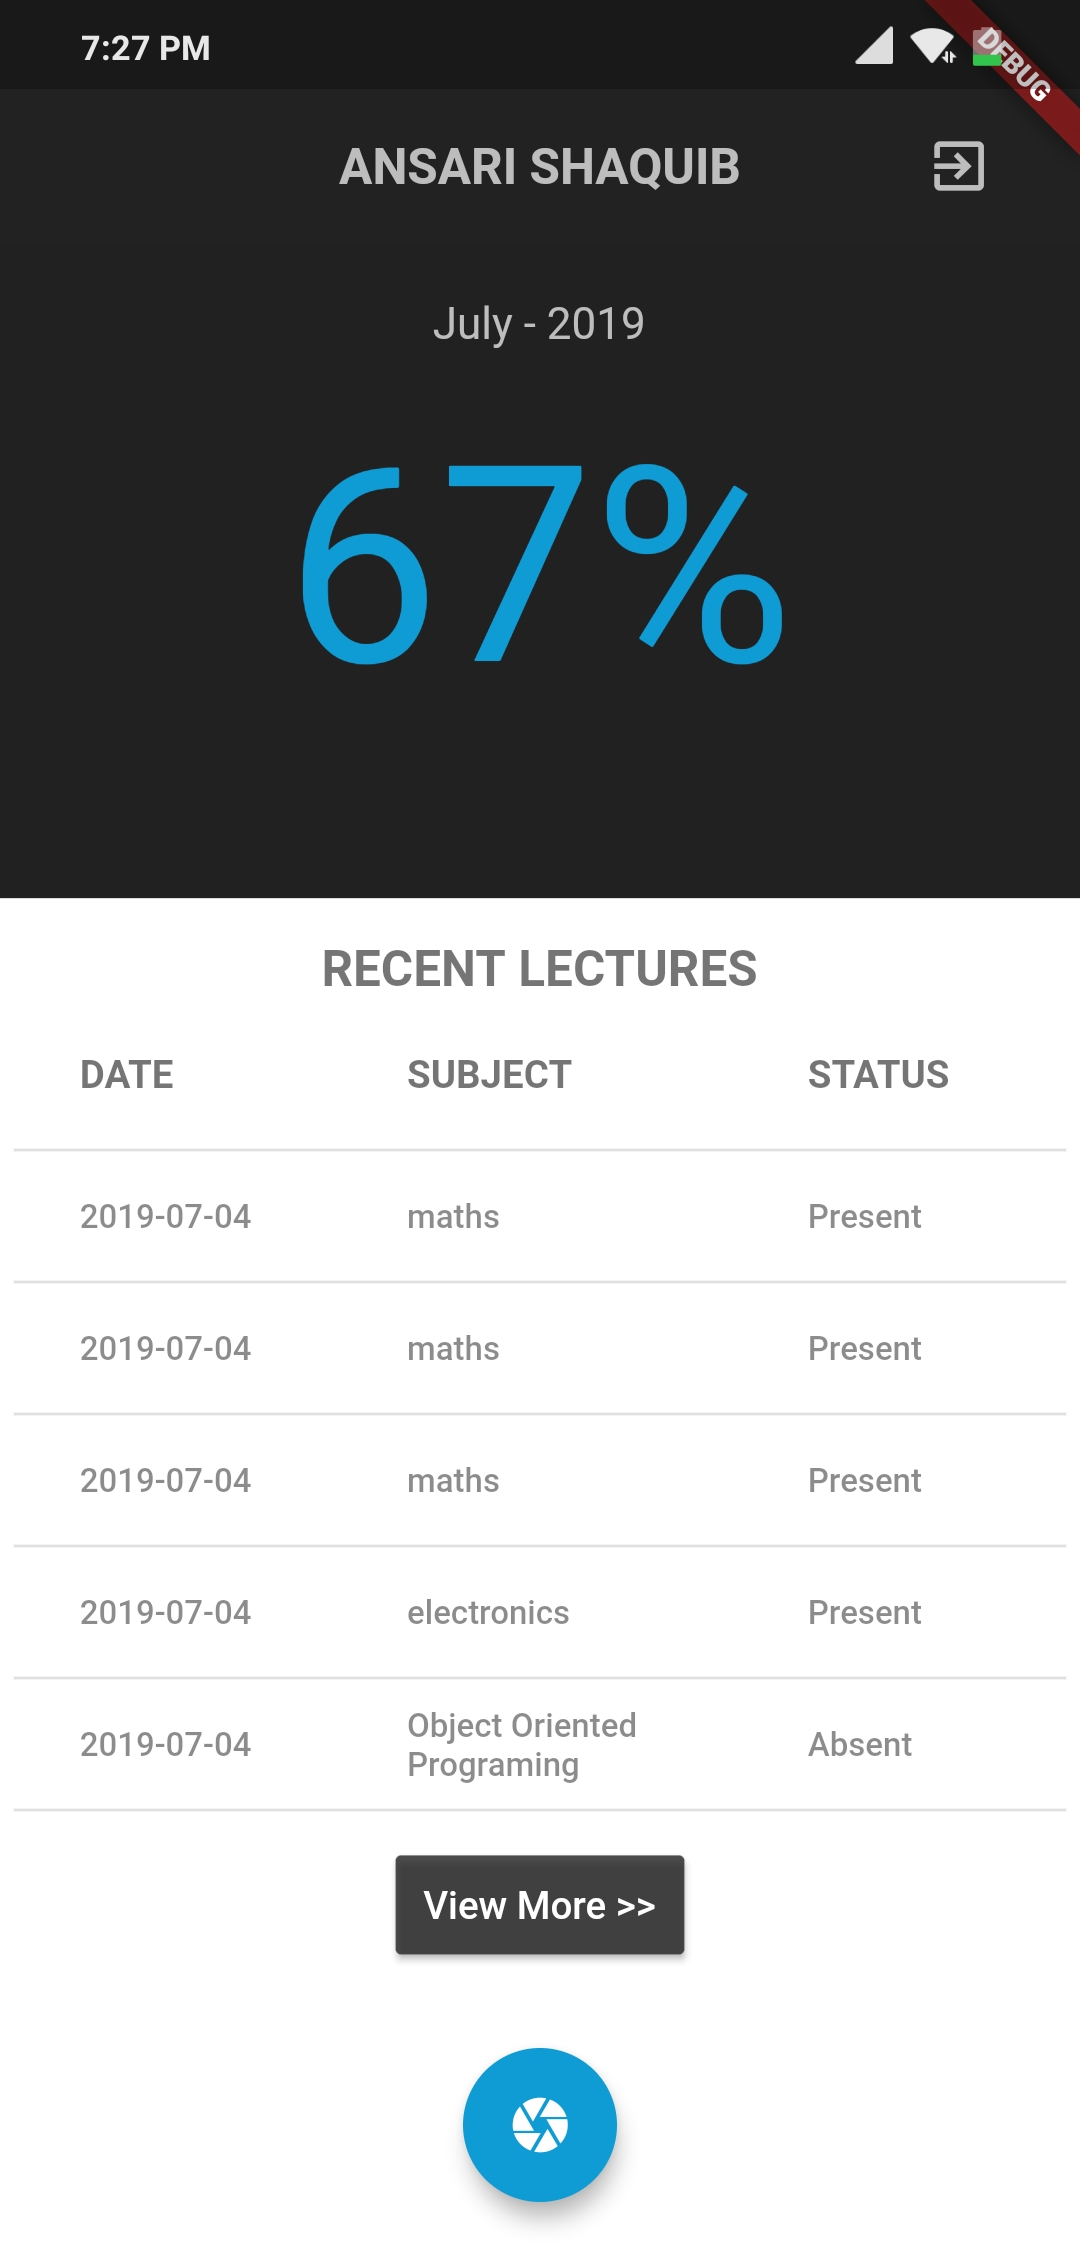 7:27 PM
DEBUG
ANSARI SHAQUIB
July - 2019
67%
RECENT LECTURES
DATE SUBJECT STATUS
2019-07-04 maths Present
2019-07-04 maths Present
2019-07-04 maths Present
2019-07-04 electronics Present
2019-07-04 Object Oriented Programing Absent
View More >>